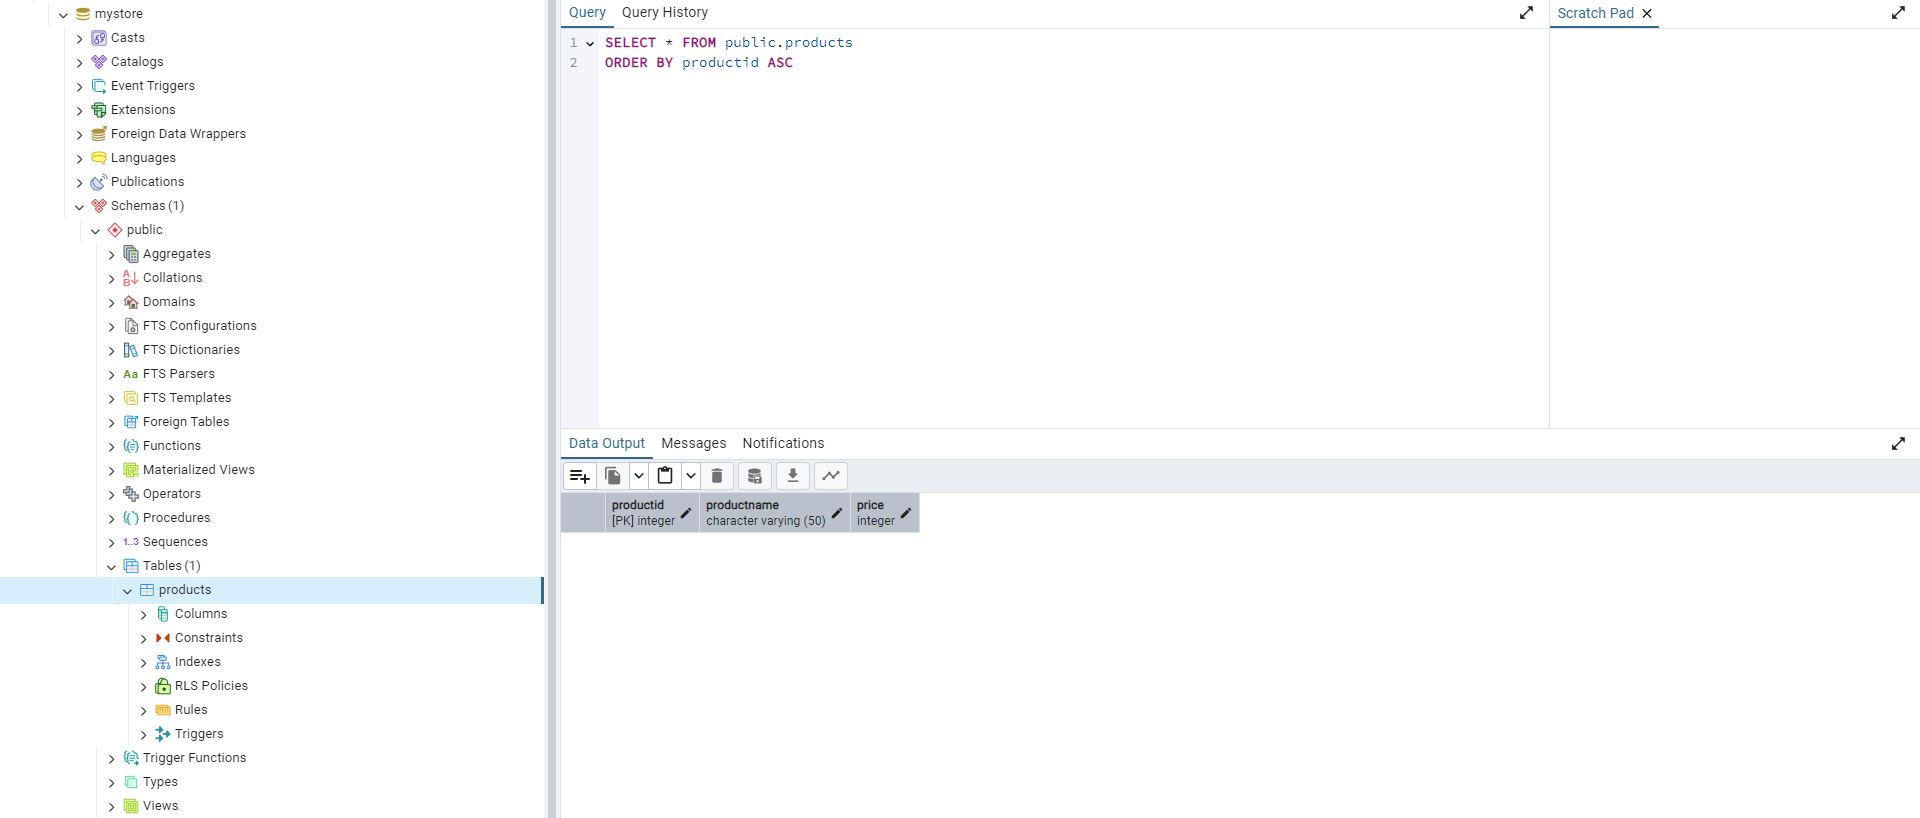 mystore
Casts
Catalogs
Event Triggers
Extensions
Foreign Data Wrappers
Languages
Publications
Schemas (1)
public
Aggregates
Collations
Domains
FTS Configurations
FTS Dictionaries
Aa FTS Parsers
FTS Templates
Foreign Tables
Functions
Materialized Views
Operators
Procedures
1..3 Sequences
Tables (1)
products
Columns
Constraints
Indexes
RLS Policies
Rules
Triggers
Trigger Functions
Types
Views
Query Query History
1 SELECT * FROM public.products
2 ORDER BY productid ASC
Scratch Pad
Data Output Messages Notifications
productid productname price
[PK] integer character varying (50) integer